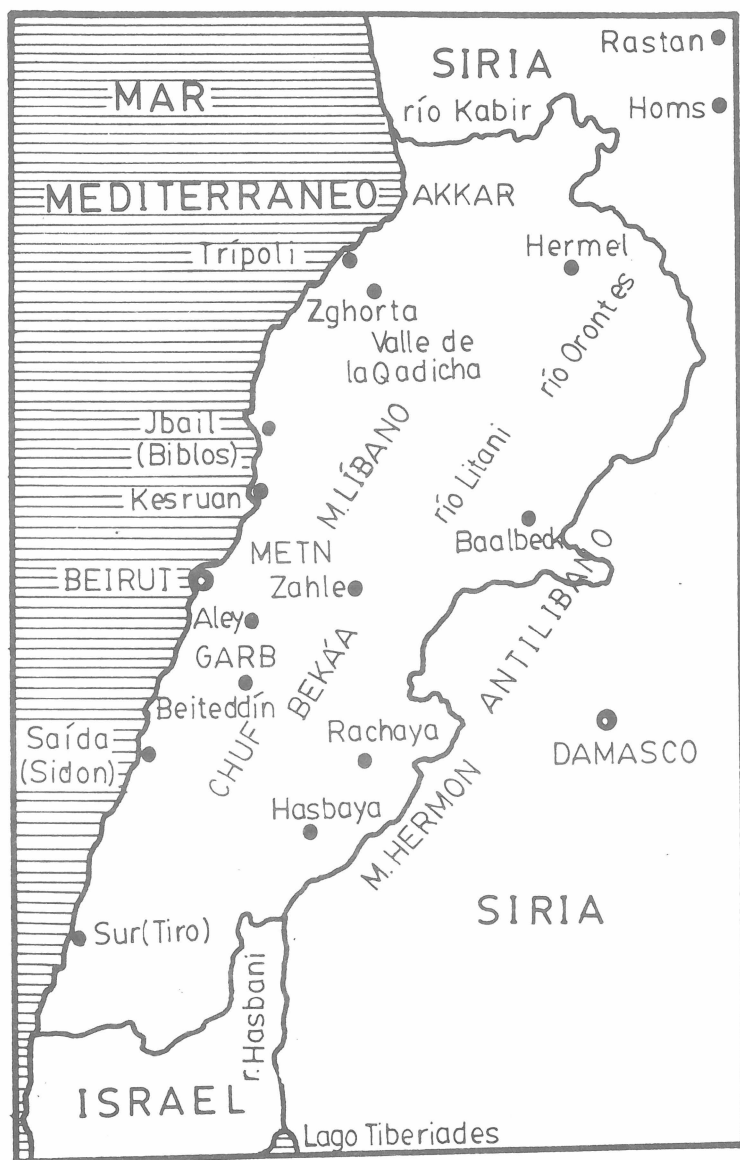 SIRIA
Rastan
MAR
río Kabir
Homs
MEDITERRANEO
AKKAR
Trípoli
Hermel
Zghorta
río Orontes
Valle de
la Qadicha
Jbail
(Biblos)
M. LÍBANO
río Litani
Kesruan
Baalbed
METN
BEIRUT
Zahle
ANTILIBANO
Aley
GARB
BEKÁA
Beiteddín
CHUF
Saída
(Sidon)
Rachaya
DAMASCO
Hasbaya
M. HERMON
SIRIA
Sur(Tiro)
r. Hasbani
ISRAEL
Lago Tiberiades